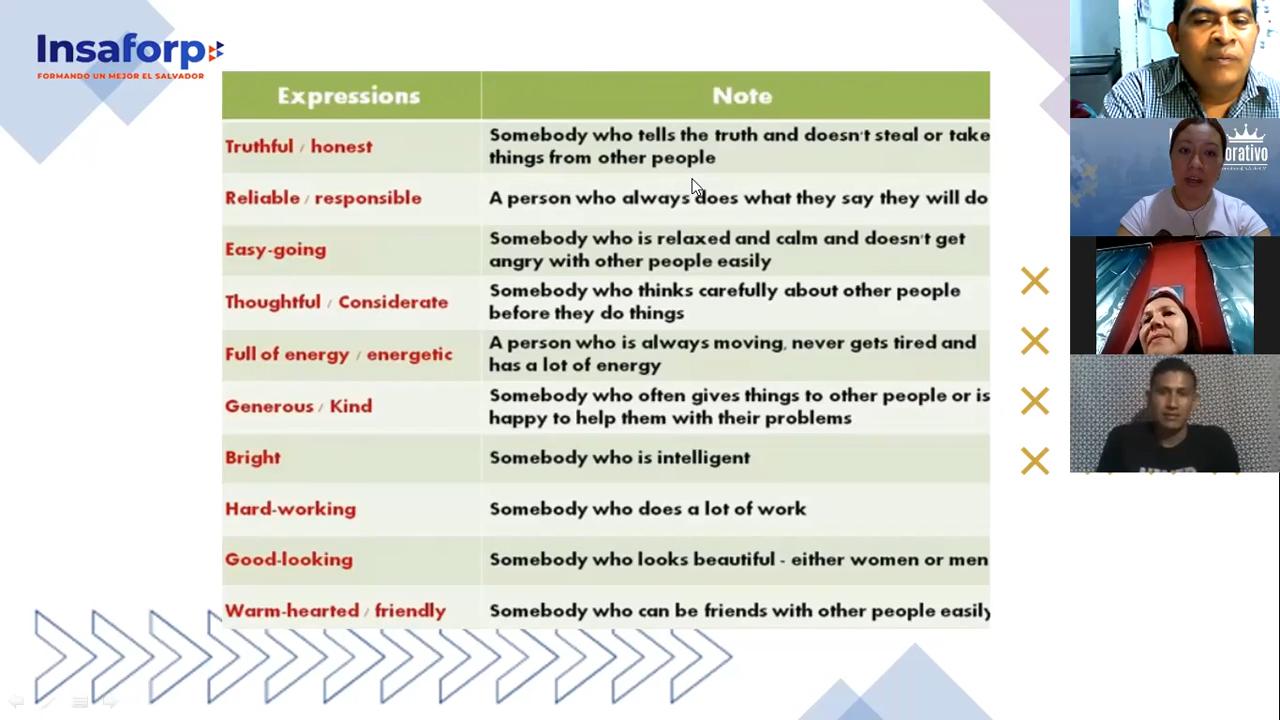 Insaforp
FORMANDO UN MEJOR EL SALVADOR
Expressions
Note
Truthful / honest
Somebody who tells the truth and doesn't steal or take
things from other people
Reliable / responsible
A person who always does what they say they will do
Easy-going
Somebody who is relaxed and calm and doesn't get
angry with other people easily
Thoughtful / Considerate
Somebody who thinks carefully about other people
before they do things
Full of energy / energetic
A person who is always moving, never gets tired and
has a lot of energy
Generous / Kind
Somebody who often gives things to other people or is
happy to help them with their problems
Bright
Somebody who is intelligent
Hard-working
Somebody who does a lot of work
Good-looking
Somebody who looks beautiful - either women or men
Warm-hearted / friendly
Somebody who can be friends with other people easily